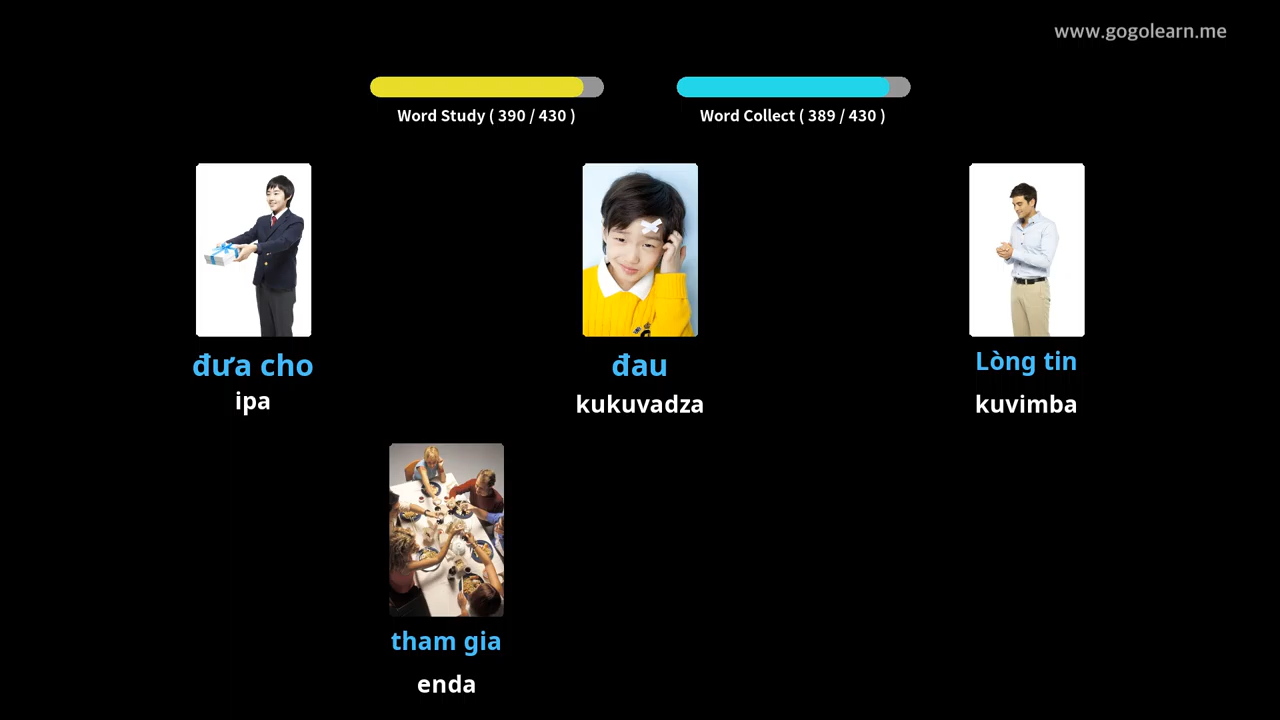 www.gogolearn.me
Word Study ( 390 / 430 )
Word Collect ( 389 / 430 )
đưa cho
ipa
đau
kukuvadza
Lòng tin
kuvimba
tham gia
enda